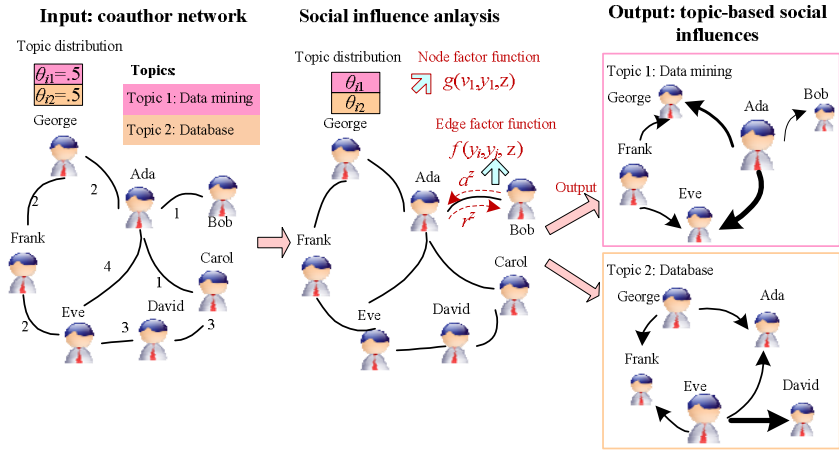 Input: coauthor network
Topic distribution
θi1=.5
θi2=.5
Topics:
Topic 1: Data mining
Topic 2: Database
George
2
2
Ada
1
Bob
Frank
4
1
Carol
Eve
David
2
3
3
Social influence anlaysis
Topic distribution
θi1
θi2
Node factor function
g(v1,y1,z)
Edge factor function
f (yi,yj, z)
George
Ada
az
rz
Bob
Frank
Carol
Eve
David
Output
Output: topic-based social
influences
Topic 1: Data mining
George
Ada
Bob
Frank
Eve
Topic 2: Database
George
Ada
Frank
Eve
David